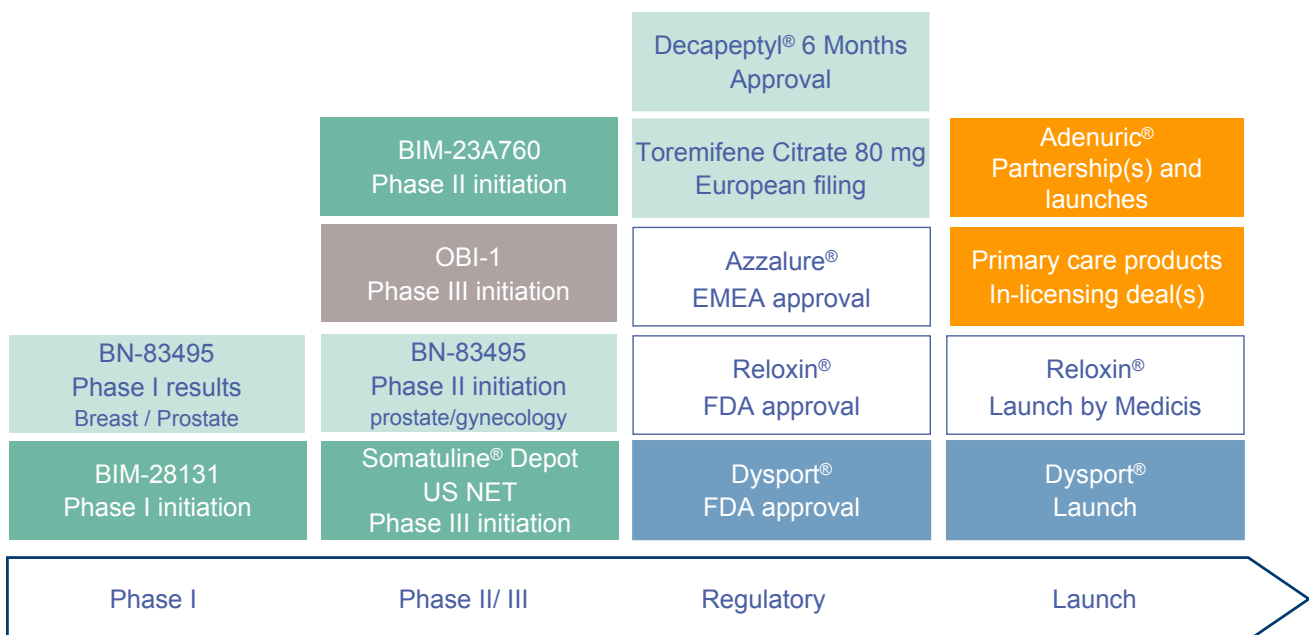 Decapeptyl® 6 Months
Approval
BIM-23A760
Phase II initiation
Toremifene Citrate 80 mg
European filing
Adenuric®
Partnership(s) and
launches
OBI-1
Phase III initiation
Azzalure®
EMEA approval
Primary care products
In-licensing deal(s)
BN-83495
Phase I results
Breast / Prostate
BN-83495
Phase II initiation
prostate/gynecology
Reloxin®
FDA approval
Reloxin®
Launch by Medicis
BIM-28131
Phase I initiation
Somatuline® Depot
US NET
Phase III initiation
Dysport®
FDA approval
Dysport®
Launch
Phase I
Phase II/ III
Regulatory
Launch